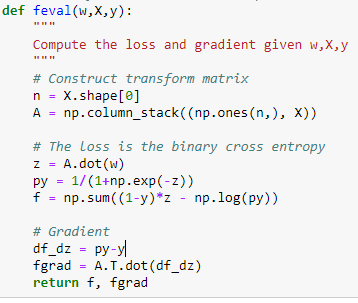 def feval(w,X,y):
    """
    Compute the loss and gradient given w,X,y
    """
    # Construct transform matrix
    n = X.shape[0]
    A = np.column_stack((np.ones(n,), X))

    # The loss is the binary cross entropy
    z = A.dot(w)
    py = 1/(1+np.exp(-z))
    f = np.sum((1-y)*z - np.log(py))

    # Gradient
    df_dz = py-y
    fgrad = A.T.dot(df_dz)
    return f, fgrad